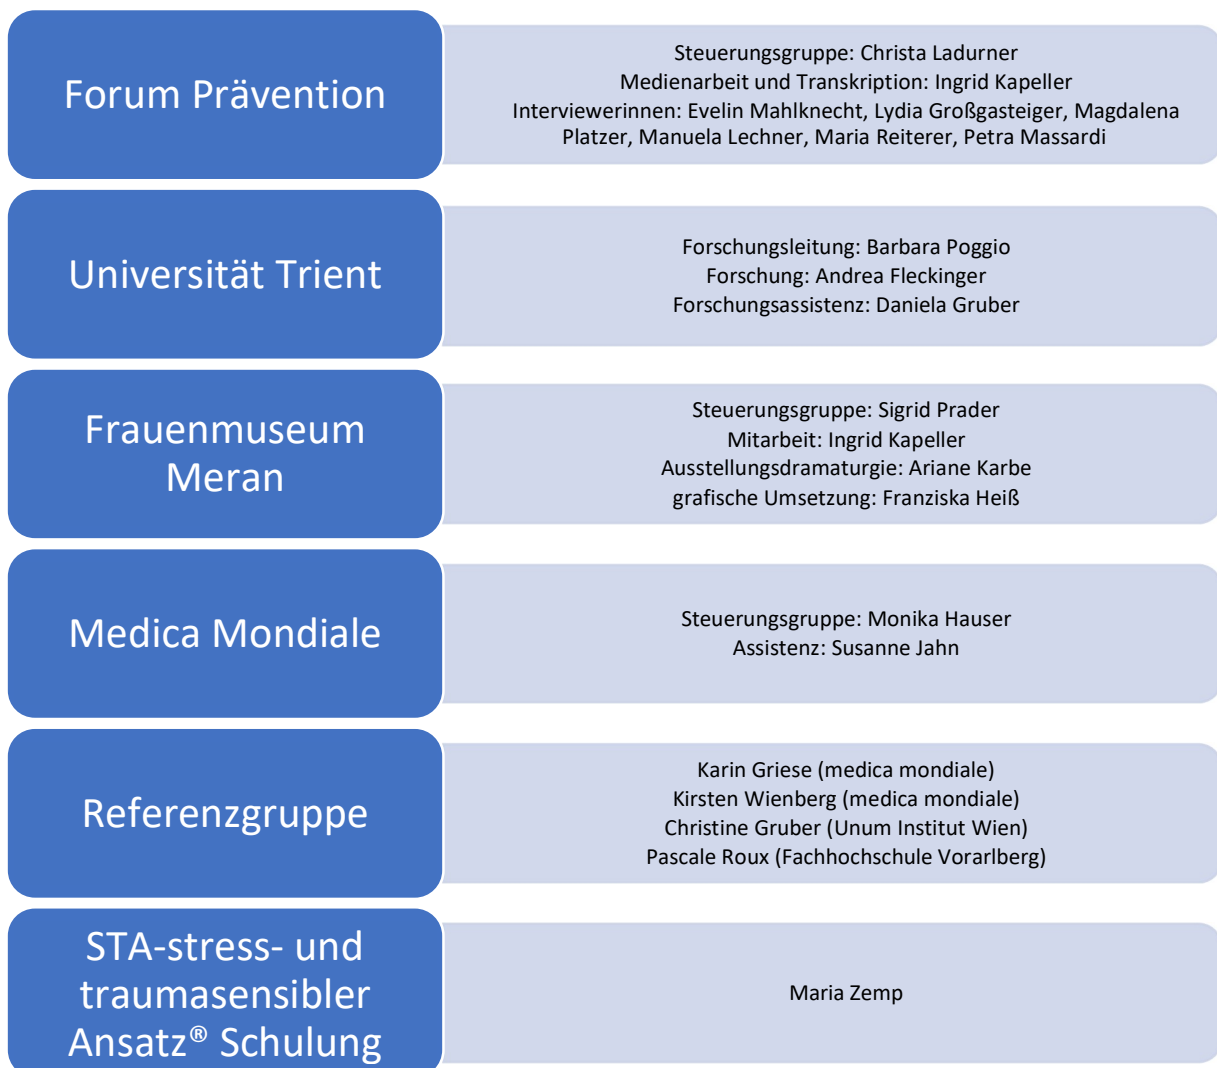 Forum Prävention
Steuerungsgruppe: Christa Ladurner
Medienarbeit und Transkription: Ingrid Kapeller
Interviewerinnen: Evelin Mahlknecht, Lydia Großgasteiger, Magdalena
Platzer, Manuela Lechner, Maria Reiterer, Petra Massardi
Universität Trient
Forschungsleitung: Barbara Poggio
Forschung: Andrea Fleckinger
Forschungsassistenz: Daniela Gruber
Frauenmuseum
Meran
Steuerungsgruppe: Sigrid Prader
Mitarbeit: Ingrid Kapeller
Ausstellungsdramaturgie: Ariane Karbe
grafische Umsetzung: Franziska Heiß
Medica Mondiale
Steuerungsgruppe: Monika Hauser
Assistenz: Susanne Jahn
Referenzgruppe
Karin Griese (medica mondiale)
Kirsten Wienberg (medica mondiale)
Christine Gruber (Unum Institut Wien)
Pascale Roux (Fachhochschule Vorarlberg)
STA-stress- und
traumasensibler
Ansatz® Schulung
Maria Zemp